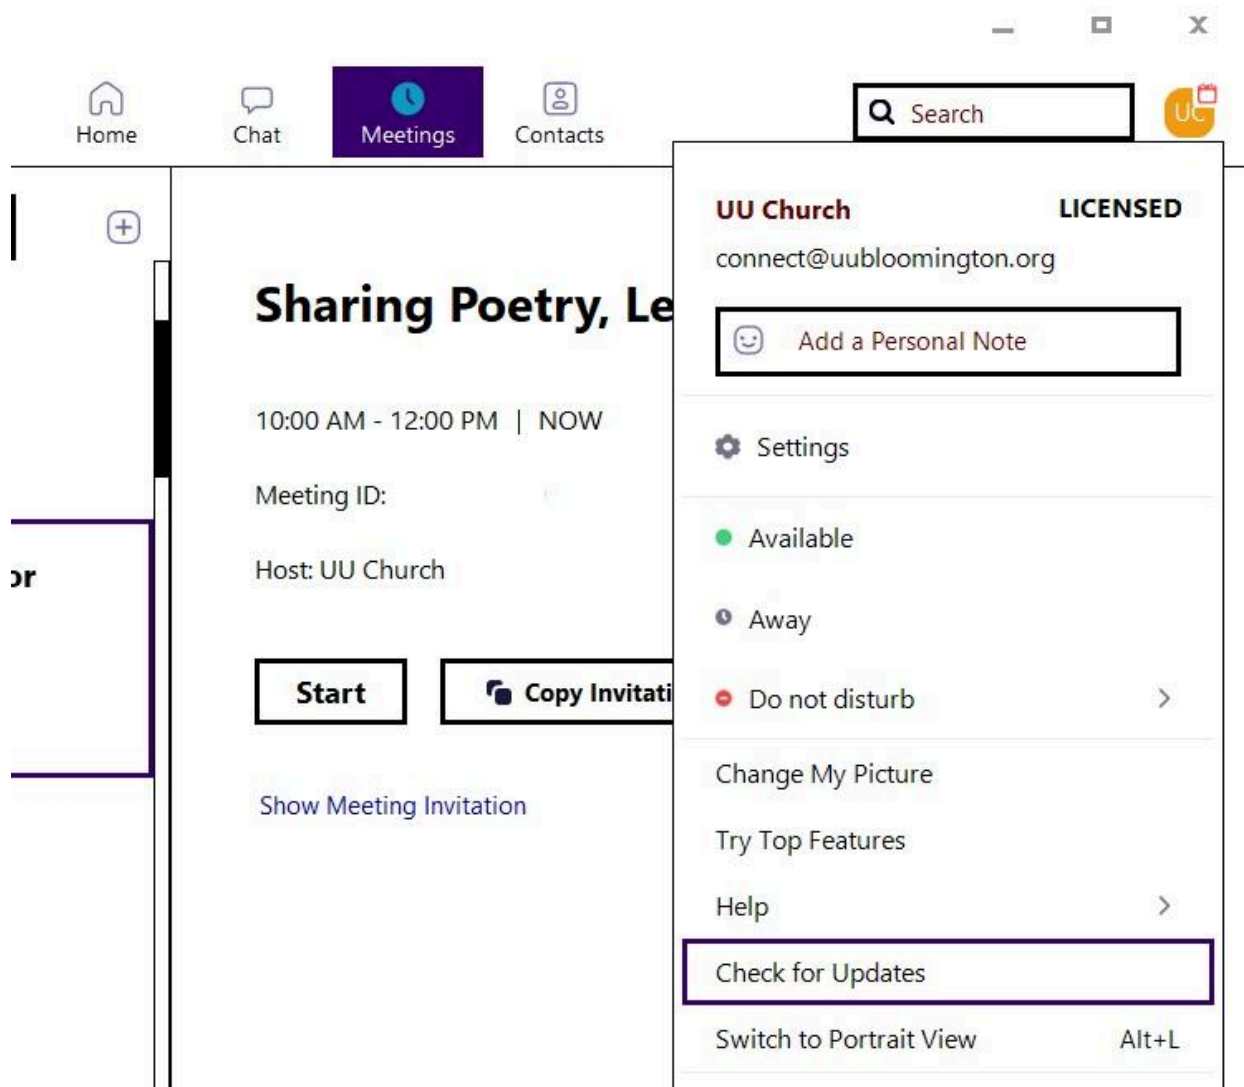 X
Home
Chat
Meetings
Contacts
Search
UC
UU Church
LICENSED
connect@uubloomington.org
Add a Personal Note
Settings
Available
Away
Do not disturb
Change My Picture
Try Top Features
Help
Check for Updates
Switch to Portrait View
Alt+L
or
Sharing Poetry, Le
10:00 AM - 12:00 PM | NOW
Meeting ID:
Host: UU Church
Start
Copy Invitati
Show Meeting Invitation